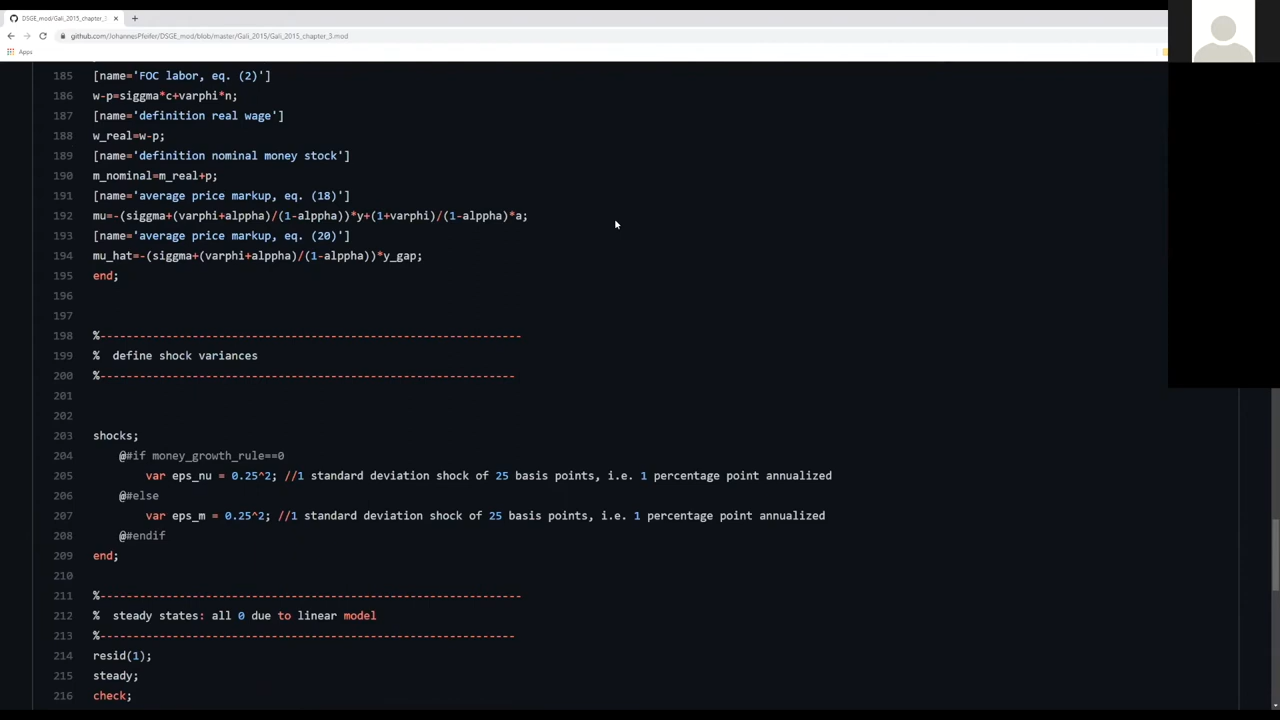 DSGE_mod/Gali_2015_chapter_3.
github.com/JohannesPfeifer/DSGE_mod/blob/master/Gali_2015/Gali_2015_chapter_3.mod
Apps
185 [name='FOC labor, eq. (2)']
186 w-p=siggma*c+varphi*n;
187 [name='definition real wage']
188 w_real=w-p;
189 [name='definition nominal money stock']
190 m_nominal=m_real+p;
191 [name='average price markup, eq. (18)']
192 mu=-(siggma+(varphi+alppha)/(1-alppha))*y+(1+varphi)/(1-alppha)*a;
193 [name='average price markup, eq. (20)']
194 mu_hat=-(siggma+(varphi+alppha)/(1-alppha))*y_gap;
195 end;
196
197
198 %----------------------------------------------------------------
199 %  define shock variances
200 %---------------------------------------------------------------
201
202
203 shocks;
204 @#if money_growth_rule==0
205 var eps_nu = 0.25^2; //1 standard deviation shock of 25 basis points, i.e. 1 percentage point annualized
206 @#else
207 var eps_m = 0.25^2; //1 standard deviation shock of 25 basis points, i.e. 1 percentage point annualized
208 @#endif
209 end;
210
211 %----------------------------------------------------------------
212 %  steady states: all 0 due to linear model
213 %---------------------------------------------------------------
214 resid(1);
215 steady;
216 check;